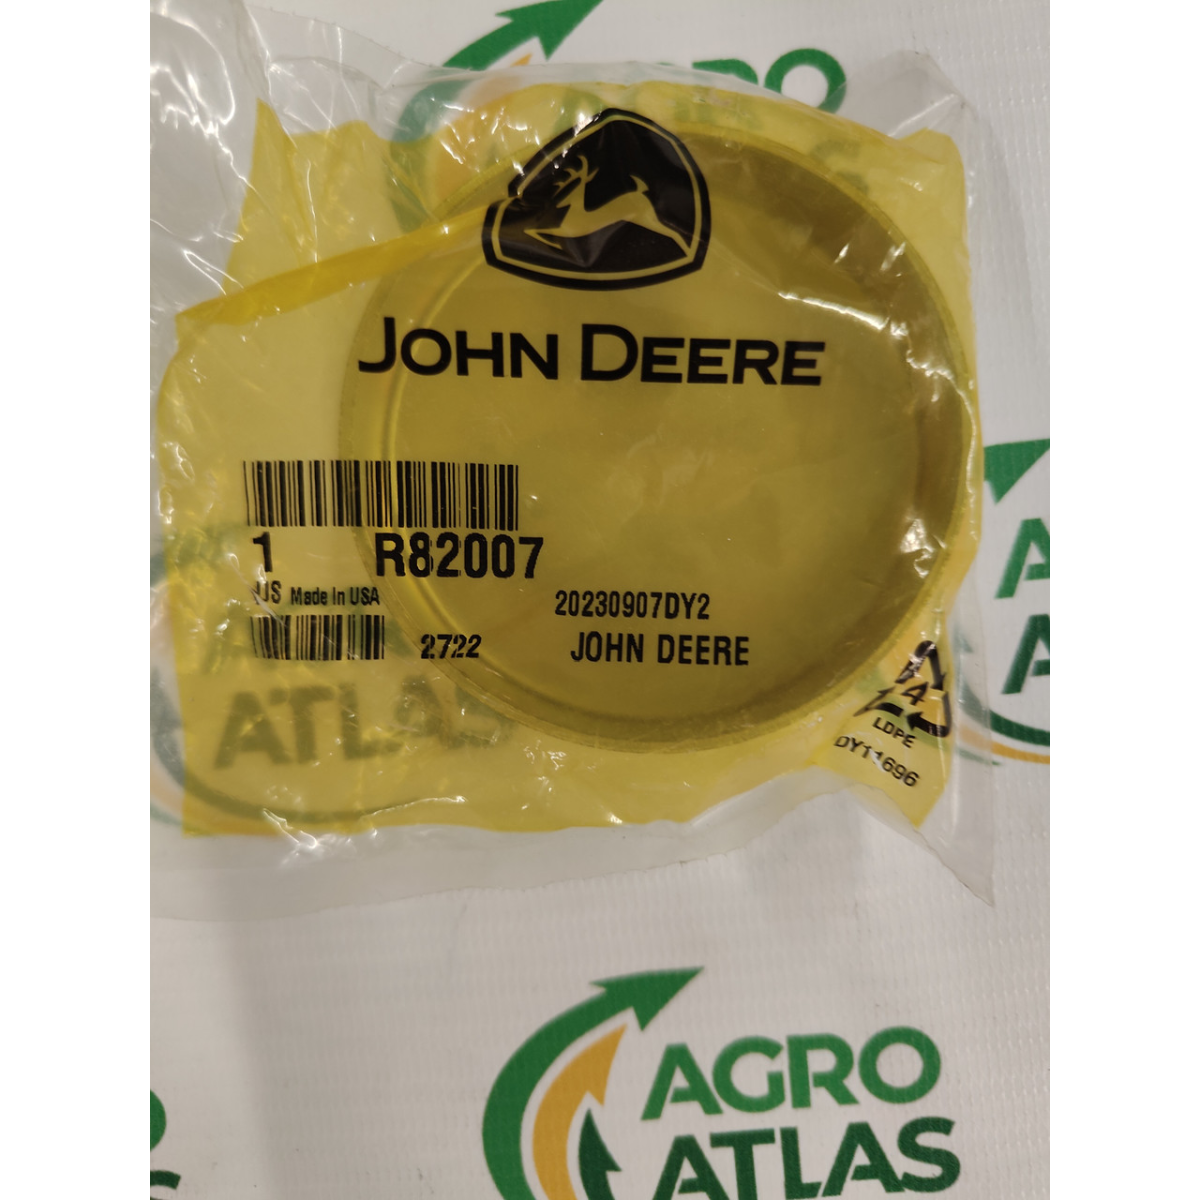 AGRO
JOHN DEERE
1 R82007
US Made In USA
20230907DY2
2722
JOHN DEERE
4
LDPE
DY11696
ATLAS
AGRO
ATLAS